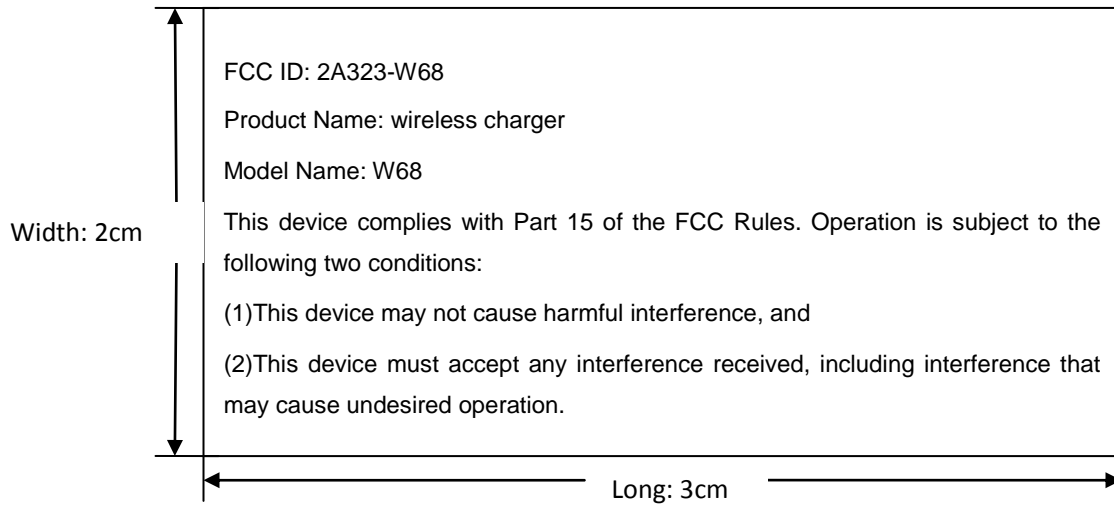 FCC ID: 2A323-W68
Product Name: wireless charger
Model Name: W68
This device complies with Part 15 of the FCC Rules. Operation is subject to the
following two conditions:
(1)This device may not cause harmful interference, and
(2)This device must accept any interference received, including interference that
may cause undesired operation.
Width: 2cm
Long: 3cm